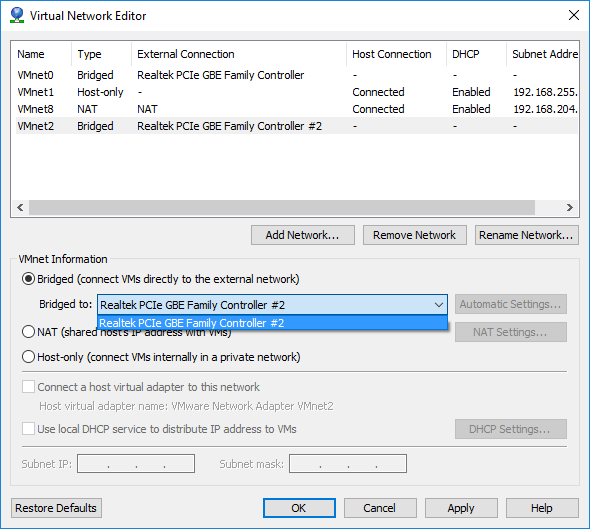 Virtual Network Editor
Name Type External Connection Host Connection DHCP Subnet Addre
VMnet0 Bridged Realtek PCIe GBE Family Controller - - -
VMnet1 Host-only - Connected Enabled 192.168.255.
VMnet8 NAT NAT Connected Enabled 192.168.204.
VMnet2 Bridged Realtek PCIe GBE Family Controller #2 - - -
Add Network... Remove Network Rename Network...
VMnet Information
Bridged (connect VMs directly to the external network)
Bridged to: Realtek PCIe GBE Family Controller #2 Automatic Settings...
Realtek PCIe GBE Family Controller #2
NAT (shared host's IP address with VMs) NAT Settings...
Host-only (connect VMs internally in a private network)
Connect a host virtual adapter to this network
Host virtual adapter name: VMware Network Adapter VMnet2
Use local DHCP service to distribute IP address to VMs DHCP Settings...
Subnet IP: . . . Subnet mask: . . .
Restore Defaults OK Cancel Apply Help